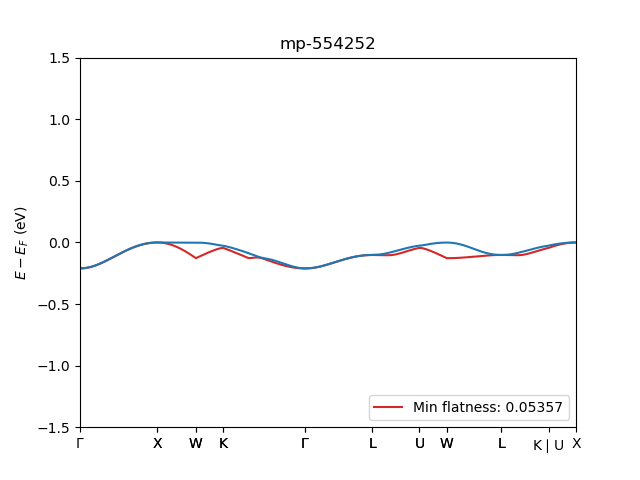 mp-554252
E − E_F (eV)
1.5
1.0
0.5
0.0
−0.5
−1.0
−1.5
Min flatness: 0.05357
Γ X W K Γ L U W L K | U X